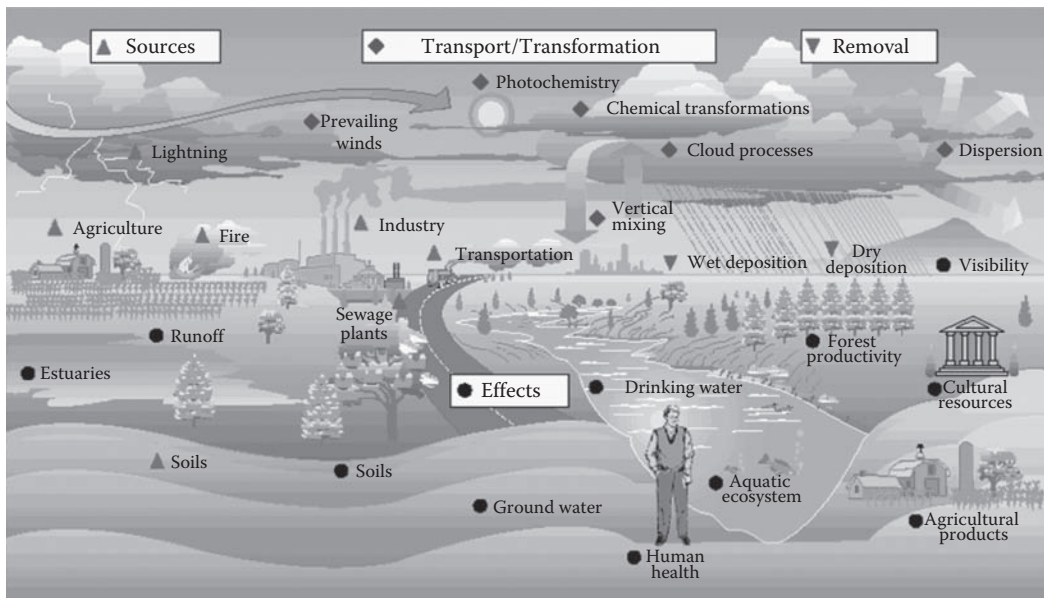 Sources
Transport/Transformation
Removal
Photochemistry
Chemical transformations
Prevailing
winds
Lightning
Cloud processes
Dispersion
Agriculture
Fire
Industry
Vertical
mixing
Transportation
Wet deposition
Dry
deposition
Visibility
Sewage
plants
Runoff
Forest
productivity
Estuaries
Effects
Drinking water
Cultural
resources
Soils
Soils
Aquatic
ecosystem
Ground water
Agricultural
products
Human
health